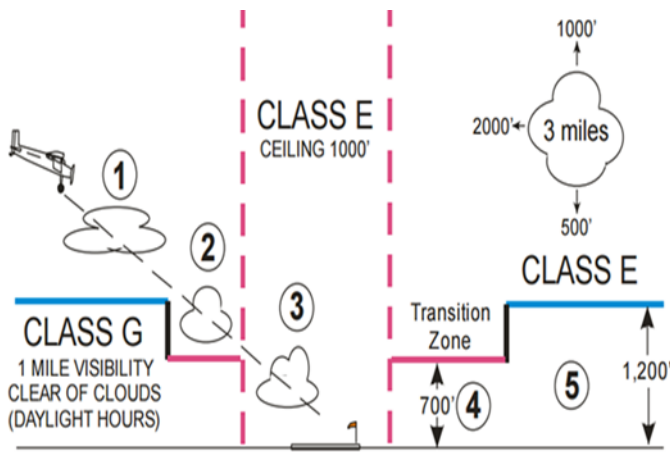 1000'
CLASS E
CEILING 1000'
2000'
3 miles
500'
1
2
3
CLASS E
CLASS G
1 MILE VISIBILITY
CLEAR OF CLOUDS
(DAYLIGHT HOURS)
Transition
Zone
700'
4
5
1,200'